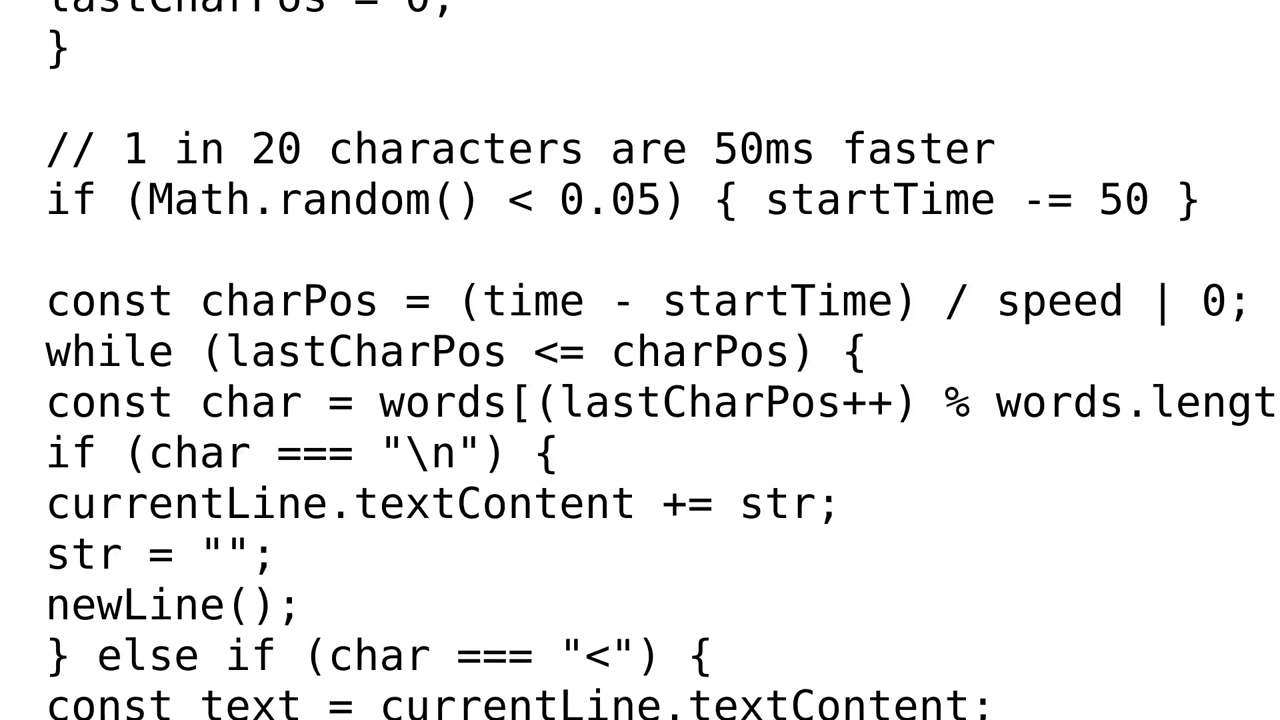 lastCharPos = 0;
}
// 1 in 20 characters are 50ms faster
if (Math.random() < 0.05) { startTime -= 50 }
const charPos = (time - startTime) / speed | 0;
while (lastCharPos <= charPos) {
const char = words[(lastCharPos++) % words.lengt
if (char === "\n") {
currentLine.textContent += str;
str = "";
newLine();
} else if (char === "<") {
const text = currentLine.textContent;